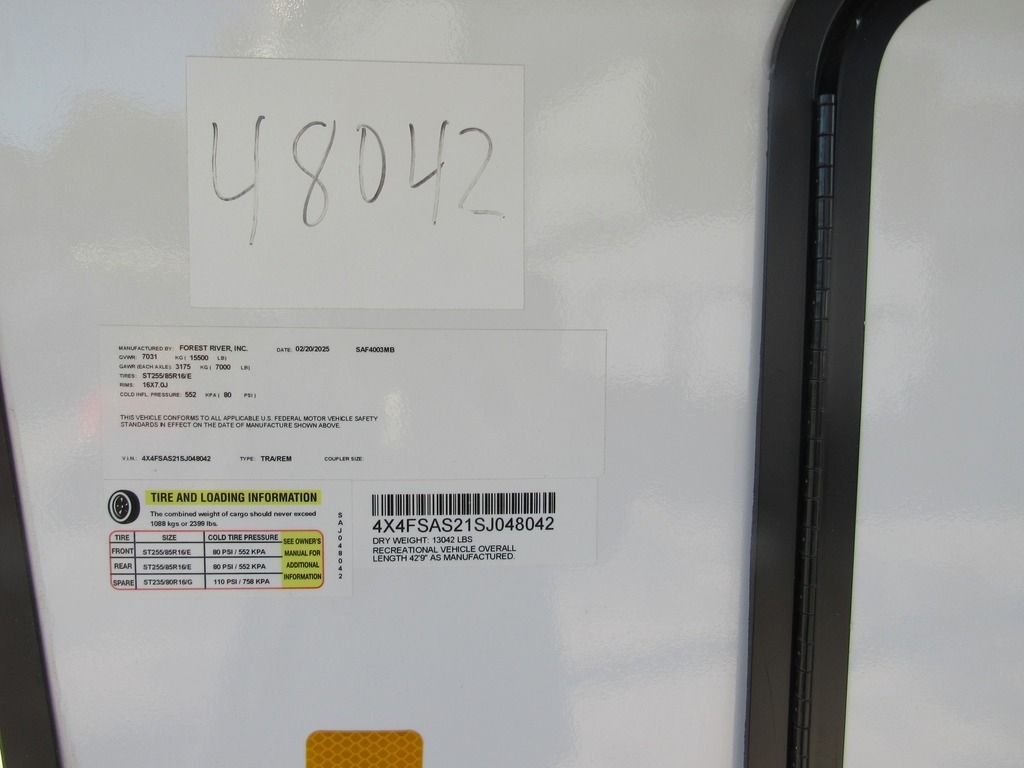 48042
MANUFACTURED BY: FOREST RIVER, INC. DATE: 02/20/2025 SAF4003MB
GVWR: 7031 KG ( 15500 LB)
GAWR (EACH AXLE): 3175 KG ( 7000 LB)
TIRES: ST255/85R16/E
RIMS: 16X7.0J
COLD INFL. PRESSURE: 552 KPA ( 80 PSI )
THIS VEHICLE CONFORMS TO ALL APPLICABLE U.S. FEDERAL MOTOR VEHICLE SAFETY
STANDARDS IN EFFECT ON THE DATE OF MANUFACTURE SHOWN ABOVE.
V.I.N.: 4X4FSAS21SJ048042 TYPE: TRA/REM COUPLER SIZE:
TIRE AND LOADING INFORMATION
The combined weight of cargo should never exceed
1088 kgs or 2399 lbs.
TIRE SIZE COLD TIRE PRESSURE
FRONT ST255/85R16/E 80 PSI / 552 KPA
REAR ST255/85R16/E 80 PSI / 552 KPA
SPARE ST235/80R16/G 110 PSI / 758 KPA
SEE OWNER'S
MANUAL FOR
ADDITIONAL
INFORMATION
SAJ048042
4X4FSAS21SJ048042
DRY WEIGHT: 13042 LBS
RECREATIONAL VEHICLE OVERALL
LENGTH 42'9" AS MANUFACTURED.